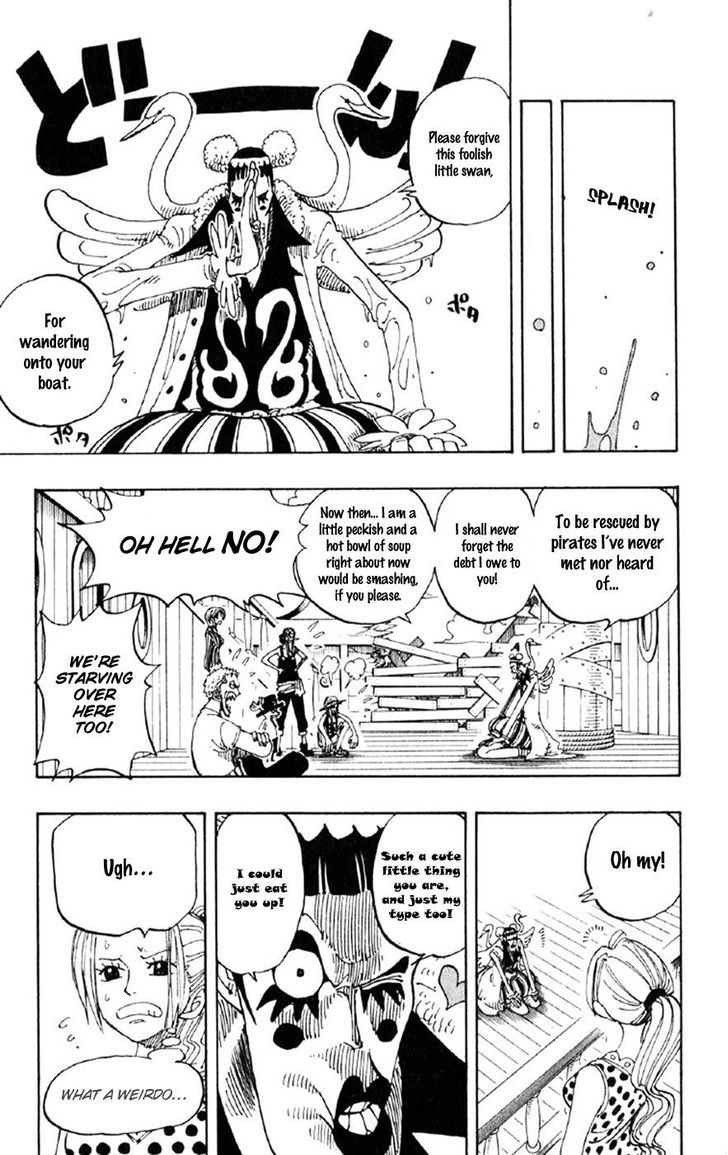 SPLASH!
どーーん!
Please forgive
this foolish
little swan,
ポタ
For
wandering
onto your
boat.
ポタ
To be rescued by
pirates I've never
met nor heard
of...
I shall never
forget the
debt I owe to
you!
Now then... I am a
little peckish and a
hot bowl of soup
right about now
would be smashing,
if you please.
OH HELL NO!
WE'RE
STARVING
OVER
HERE
TOO!
Oh my!
Such a cute
little thing
you are,
and just my
type too!
I could
just eat
you up!
Ugh...
WHAT A WEIRDO...